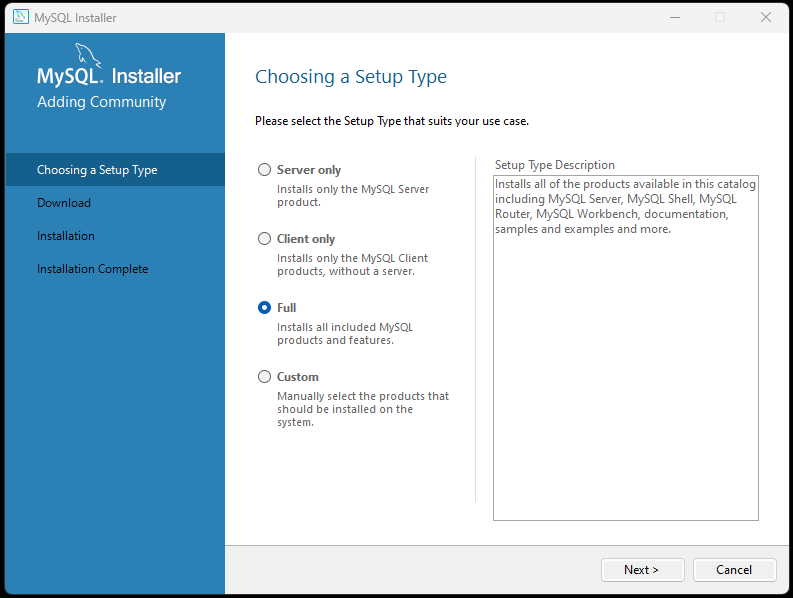 MySQL Installer
MySQL. Installer
Adding Community
Choosing a Setup Type
Download
Installation
Installation Complete
Choosing a Setup Type
Please select the Setup Type that suits your use case.
Server only
Installs only the MySQL Server
product.
Client only
Installs only the MySQL Client
products, without a server.
Full
Installs all included MySQL
products and features.
Custom
Manually select the products that
should be installed on the
system.
Setup Type Description
Installs all of the products available in this catalog
including MySQL Server, MySQL Shell, MySQL
Router, MySQL Workbench, documentation,
samples and examples and more.
Next >
Cancel